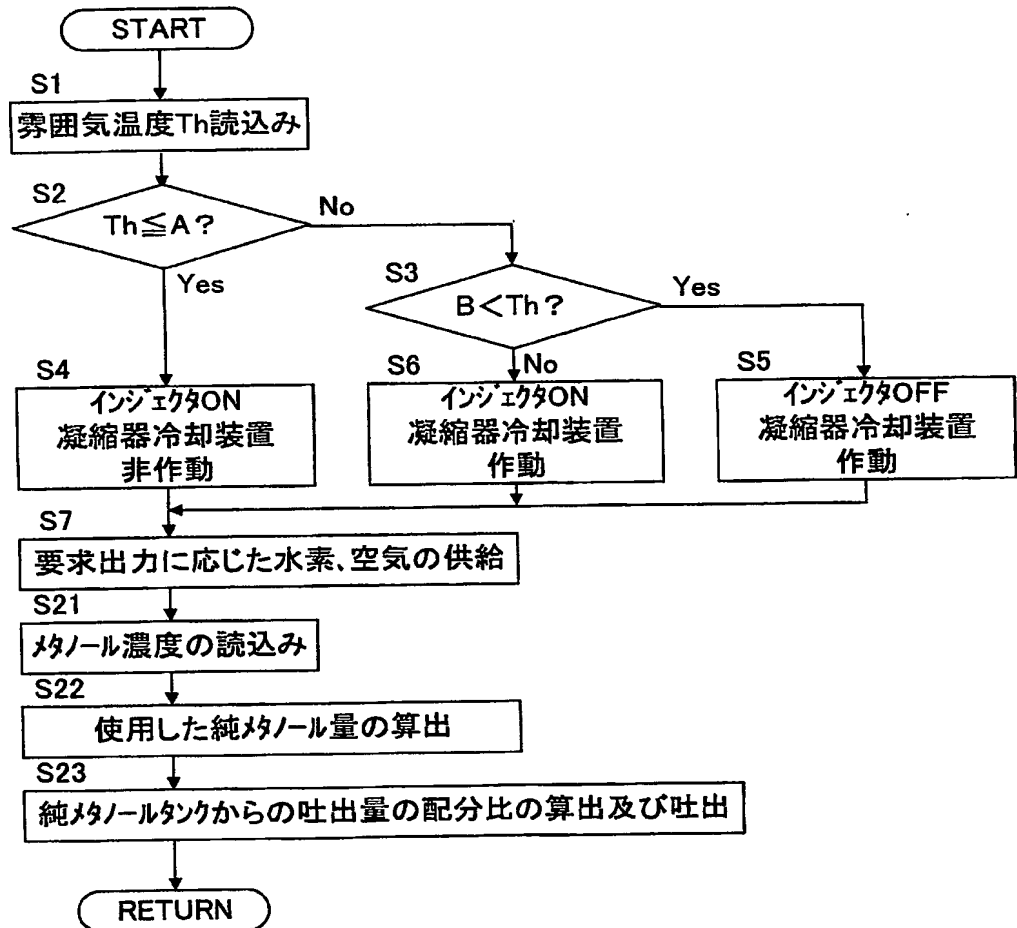 START
S1
雰囲気温度Th読込み
S2
Th≦A?
No
Yes
S3
B<Th?
Yes
No
S4
インジェクタON
凝縮器冷却装置
非作動
S6
インジェクタON
凝縮器冷却装置
作動
S5
インジェクタOFF
凝縮器冷却装置
作動
S7
要求出力に応じた水素、空気の供給
S21
メタノール濃度の読込み
S22
使用した純メタノール量の算出
S23
純メタノールタンクからの吐出量の配分比の算出及び吐出
RETURN